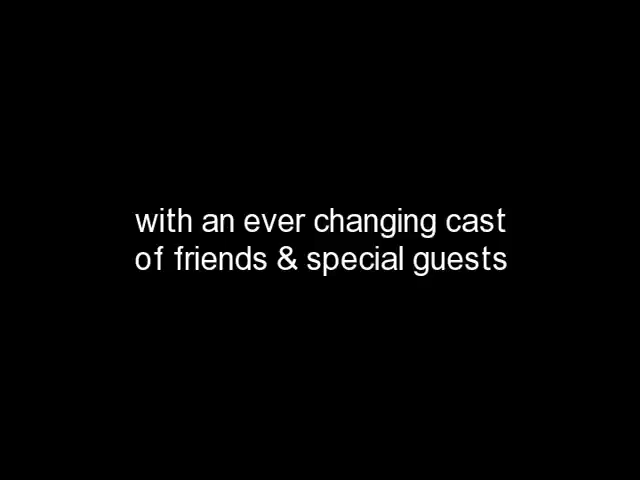 with an ever changing cast
of friends & special guests